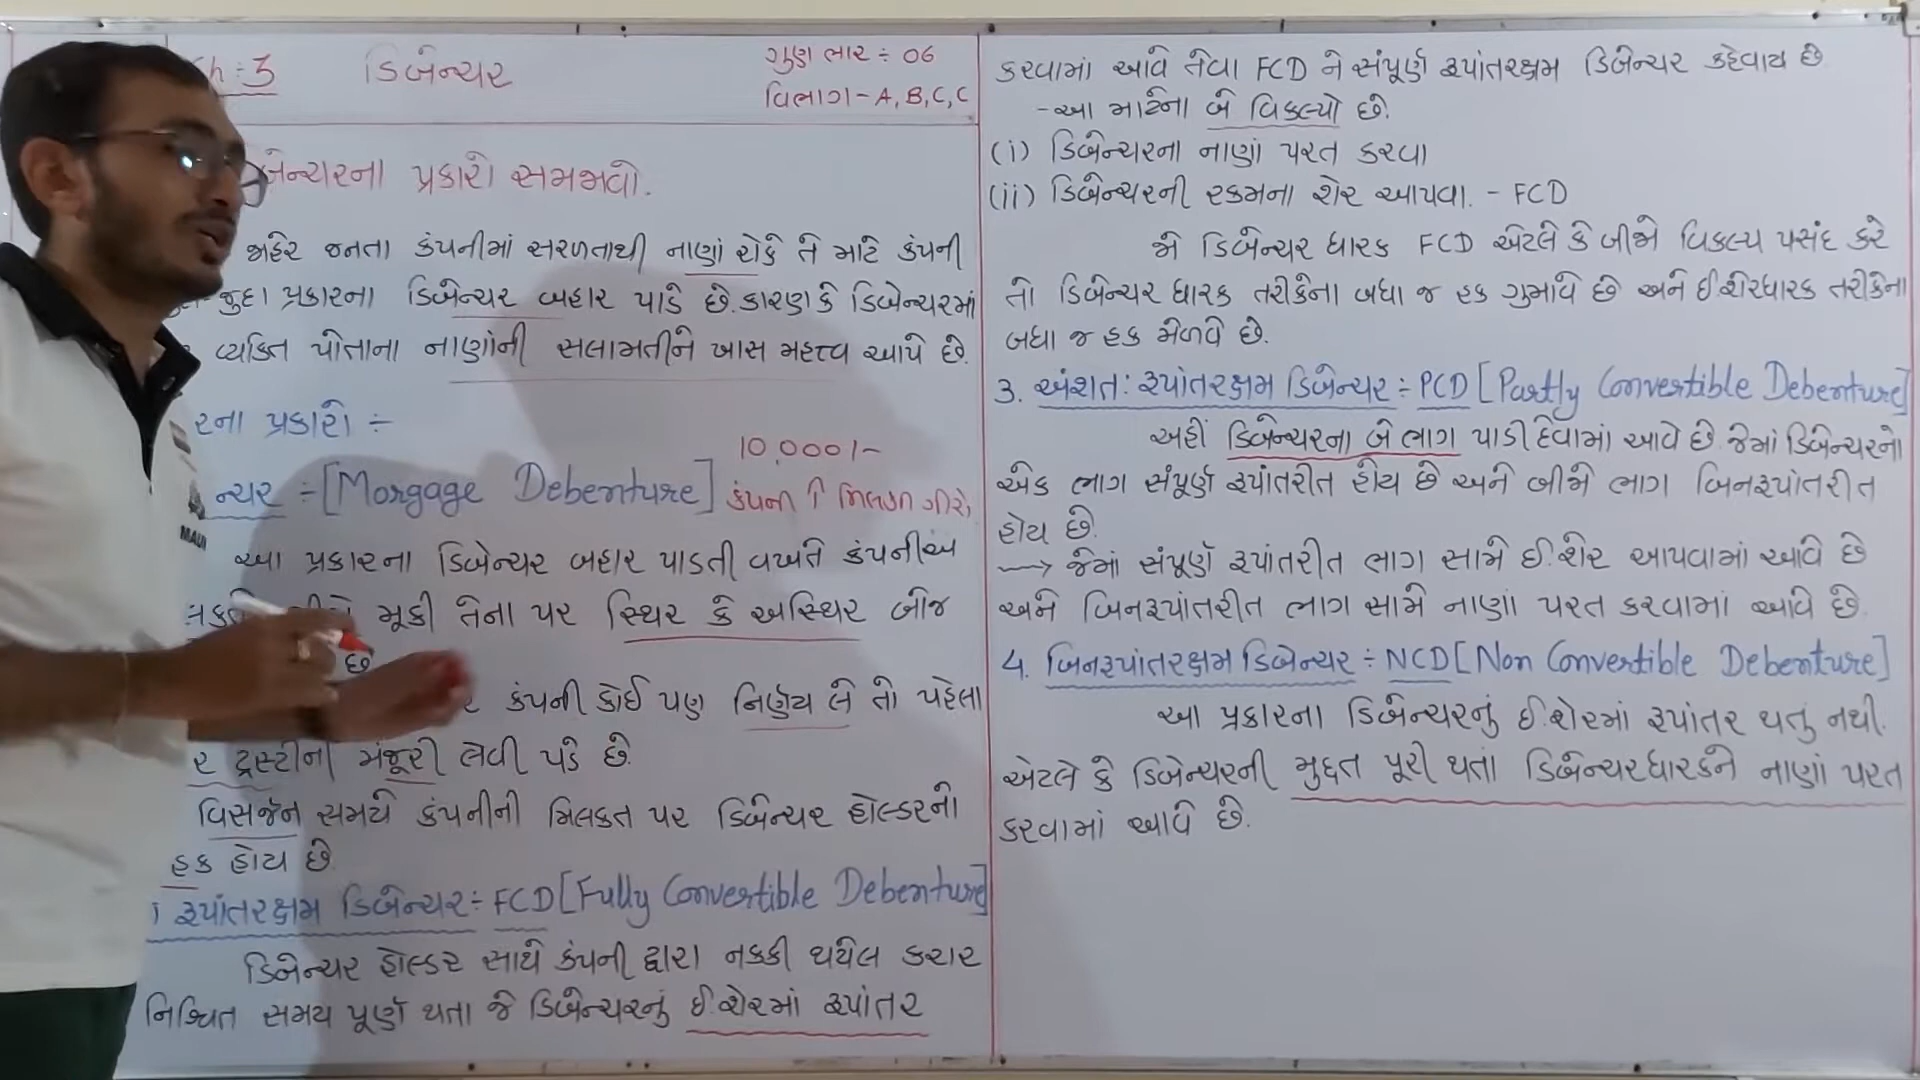 Ch : 3 ડિબેન્ચર ગુણ ભાર ÷ 06
વિભાગ - A, B, C, C
પ્રકારો સમજાવો.
જાહેર જનતા કંપનીમાં સરળતાથી નાણાં રોકે તે માટે કંપની
જુદા પ્રકારના ડિબેન્ચર બહાર પાડે છે. કારણ કે ડિબેન્ચરમાં
વ્યક્તિ પોતાના નાણાંની સલામતીને ખાસ મહત્ત્વ આપે છે.
પ્રકારો ÷
10,000/-
÷ [Morgage Debenture] કંપની મિલકત ગીરો
આ પ્રકારના ડિબેન્ચર બહાર પાડતી વખતે કંપનીએ
મૂકી તેના પર સ્થિર કે અસ્થિર બોજ
છે
કંપની કોઈ પણ નિર્ણય લે તો પહેલા
ટ્રસ્ટીની મંજૂરી લેવી પડે છે.
વિસર્જન સમયે કંપનીની મિલકત પર ડિબેન્ચર હોલ્ડરનો
હક હોય છે.
રૂપાંતરક્ષમ ડિબેન્ચર ÷ FCD [Fully Convertible Debenture]
ડિબેન્ચર હોલ્ડર સાથે કંપની દ્વારા નક્કી થયેલ કરાર
નિશ્ચિત સમય પૂર્ણ થતા જે ડિબેન્ચરનું ઈ.શેરમાં રૂપાંતર
કરવામાં આવે તેવા FCD ને સંપૂર્ણ રૂપાંતરક્ષમ ડિબેન્ચર કહેવાય છે
- આ માટેના બે વિકલ્પો છે.
(i) ડિબેન્ચરના નાણાં પરત કરવા
(ii) ડિબેન્ચરની રકમના શેર આપવા. - FCD
જો ડિબેન્ચર ધારક FCD એટલે કે બીજો વિકલ્પ પસંદ કરે
તો ડિબેન્ચર ધારક તરીકેના બધા જ હક ગુમાવે છે અને ઈ.શેરધારક તરીકેના
બધા જ હક મેળવે છે.
3. અંશતઃ રૂપાંતરક્ષમ ડિબેન્ચર ÷ PCD [Partly Convertible Debenture]
અહીં ડિબેન્ચરના બે ભાગ પાડી દેવામાં આવે છે. જેમાં ડિબેન્ચરનો
એક ભાગ સંપૂર્ણ રૂપાંતરીત હોય છે અને બીજો ભાગ બિનરૂપાંતરીત
હોય છે.
→ જેમાં સંપૂર્ણ રૂપાંતરીત ભાગ સામે ઈ.શેર આપવામાં આવે છે
અને બિનરૂપાંતરીત ભાગ સામે નાણાં પરત કરવામાં આવે છે.
4. બિનરૂપાંતરક્ષમ ડિબેન્ચર ÷ NCD [Non Convertible Debenture]
આ પ્રકારના ડિબેન્ચરનું ઈ.શેરમાં રૂપાંતર થતુ નથી.
એટલે કે ડિબેન્ચરની મુદ્દત પૂરી થતાં ડિબેન્ચરધારકને નાણાં પરત
કરવામાં આવે છે.